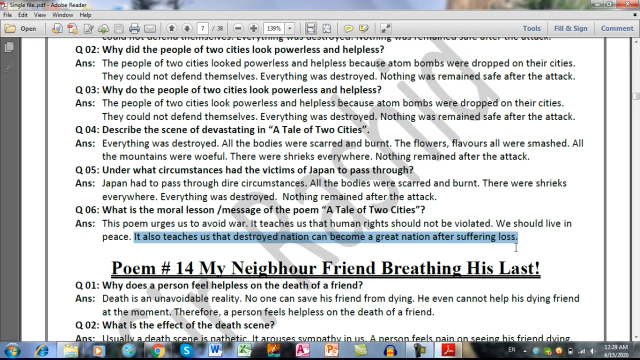 Single file.pdf - Adobe Reader
File Edit View Window Help
Open
7 / 38
139%
Tools Fill & Sign Comment
could not defend themselves. Everything was destroyed. Nothing was remained safe after the attack.
Q 02: Why did the people of two cities look powerless and helpless?
Ans: The people of two cities looked powerless and helpless because atom bombs were dropped on their cities.
They could not defend themselves. Everything was destroyed. Nothing was remained safe after the attack.
Q 03: Why do the people of two cities look powerless and helpless?
Ans: The people of two cities look powerless and helpless because atom bombs were dropped on their cities.
They could not defend themselves. Everything was destroyed. Nothing was remained safe after the attack.
Q 04: Describe the scene of devastating in “A Tale of Two Cities”.
Ans: Everything was destroyed. All the bodies were scarred and burnt. The flowers, flavours all were smashed. All
the mountains were woeful. There were shrieks everywhere. Nothing remained after the attack.
Q 05: Under what circumstances had the victims of Japan to pass through?
Ans: Japan had to pass through dire circumstances. All the bodies were scarred and burnt. There were shrieks
everywhere. Everything was destroyed. Nothing remained safe after the attack.
Q 06: What is the moral lesson /message of the poem “A Tale of Two Cities”?
Ans: This poem urges us to avoid war. It teaches us that human rights should not be violated. We should live in
peace. It also teaches us that destroyed nation can become a great nation after suffering loss.
Poem # 14 My Neigbhour Friend Breathing His Last!
Q 01: Why does a person feel helpless on the death of a friend?
Ans: Death is an unavoidable reality. No one can save his friend from dying. He even cannot help his dying friend
at the moment. Therefore, a person feels helpless on the death of a friend.
Q 02: What is the effect of the death scene?
Ans: Usually a death scene is pathetic. It arouses sympathy in us. A person feels pain on seeing his friend dying.
EN
12:29 AM